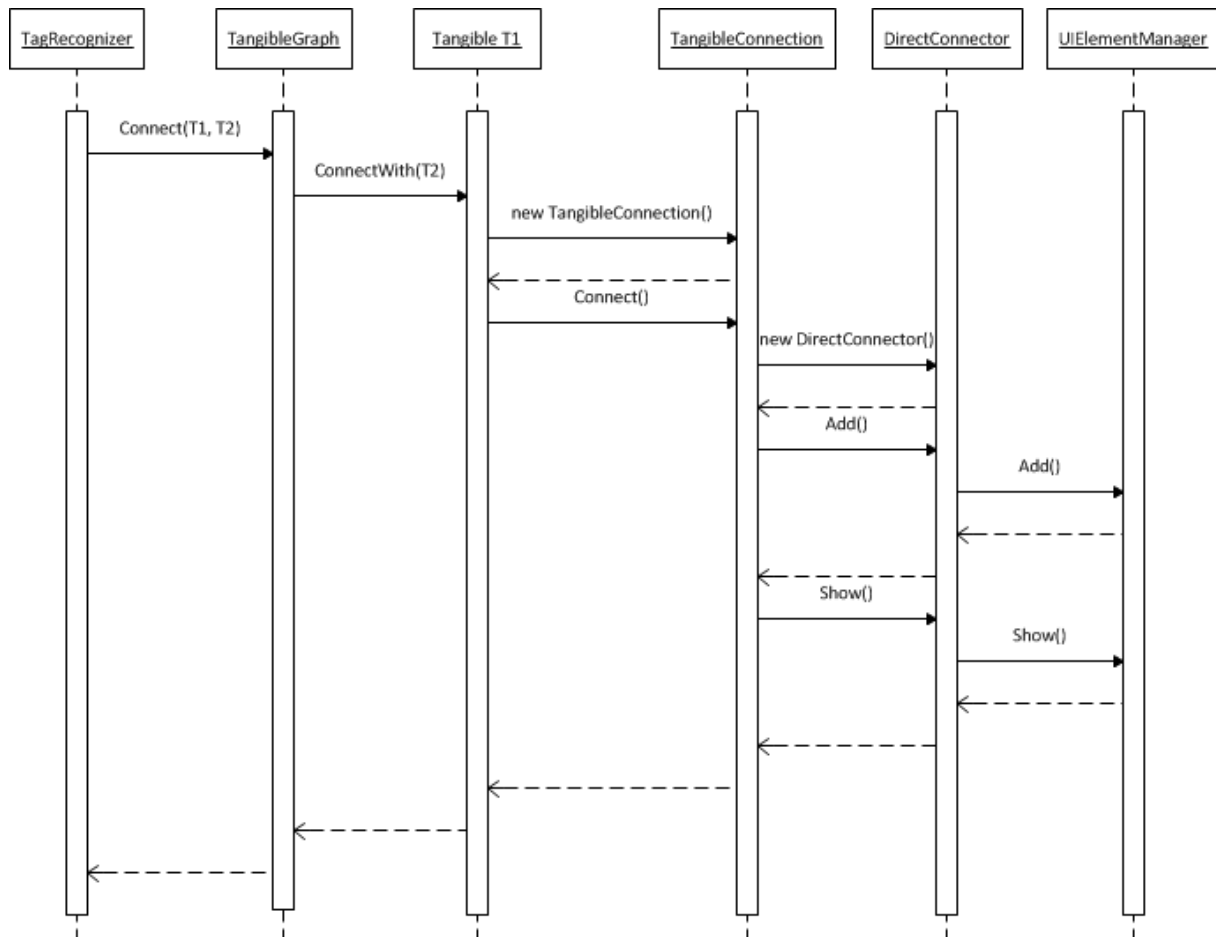 TagRecognizer
TangibleGraph
Tangible T1
TangibleConnection
DirectConnector
UIElementManager
Connect(T1, T2)
ConnectWith(T2)
new TangibleConnection()
Connect()
new DirectConnector()
Add()
Add()
Show()
Show()